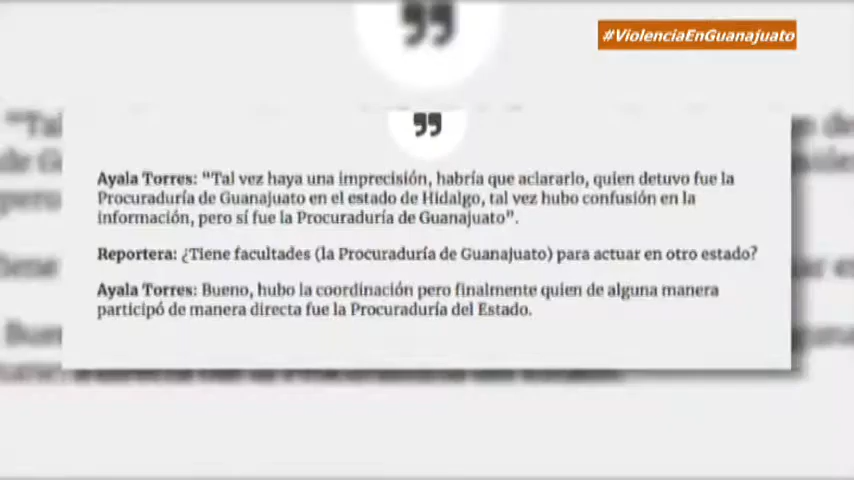 #ViolenciaEnGuanajuato
Ayala Torres: “Tal vez haya una imprecisión, habría que aclararlo, quien detuvo fue la
Procuraduría de Guanajuato en el estado de Hidalgo, tal vez hubo confusión en la
información, pero sí fue la Procuraduría de Guanajuato”.
Reportera: ¿Tiene facultades (la Procuraduría de Guanajuato) para actuar en otro estado?
Ayala Torres: Bueno, hubo la coordinación pero finalmente quien de alguna manera
participó de manera directa fue la Procuraduría del Estado.